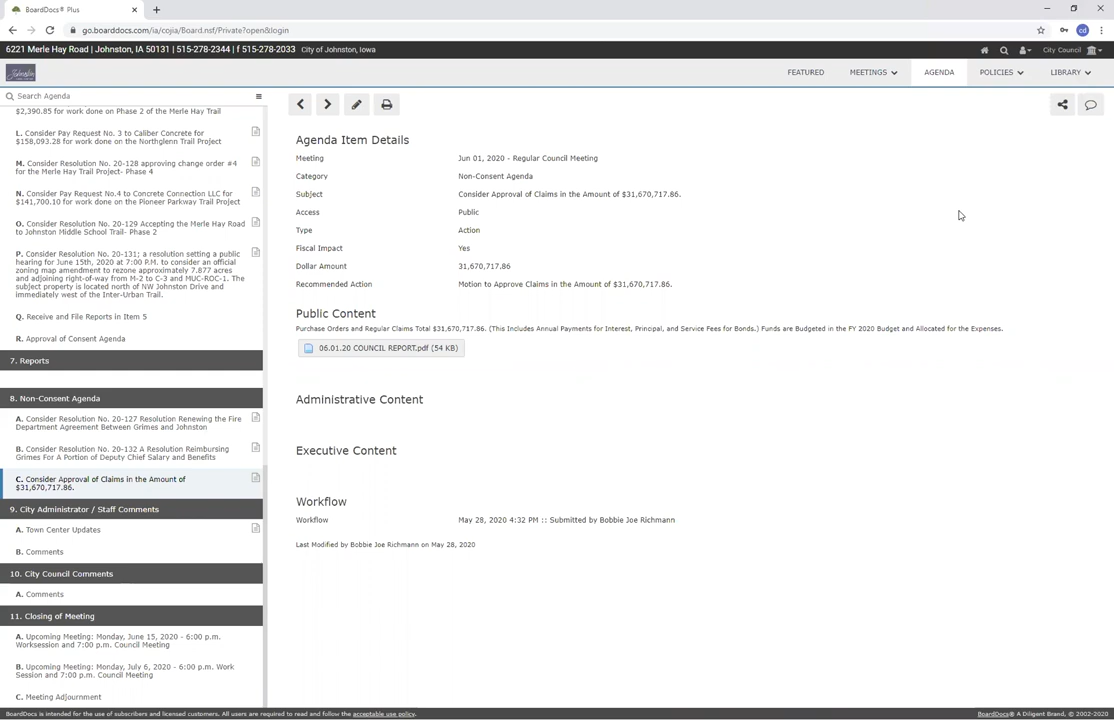 BoardDocs® Plus
go.boarddocs.com/ia/cojia/Board.nsf/Private?open&login
6221 Merle Hay Road | Johnston, IA 50131 | 515-278-2344 | f 515-278-2033 City of Johnston, Iowa
City Council
Johnston
FEATURED MEETINGS AGENDA POLICIES LIBRARY
Search Agenda
$2,390.85 for work done on Phase 2 of the Merle Hay Trail
L. Consider Pay Request No. 3 to Caliber Concrete for
$158,093.28 for work done on the Northglenn Trail Project
M. Consider Resolution No. 20-128 approving change order #4
for the Merle Hay Trail Project- Phase 4
N. Consider Pay Request No.4 to Concrete Connection LLC for
$141,700.10 for work done on the Pioneer Parkway Trail Project
O. Consider Resolution No. 20-129 Accepting the Merle Hay Road
to Johnston Middle School Trail- Phase 2
P. Consider Resolution No. 20-131; a resolution setting a public
hearing for June 15th, 2020 at 7:00 P.M. to consider an official
zoning map amendment to rezone approximately 7.877 acres
and adjoining right-of-way from M-2 to C-3 and MUC-ROC-1. The
subject property is located north of NW Johnston Drive and
immediately west of the Inter-Urban Trail.
Q. Receive and File Reports in Item 5
R. Approval of Consent Agenda
7. Reports
8. Non-Consent Agenda
A. Consider Resolution No. 20-127 Resolution Renewing the Fire
Department Agreement Between Grimes and Johnston
B. Consider Resolution No. 20-132 A Resolution Reimbursing
Grimes For A Portion of Deputy Chief Salary and Benefits
C. Consider Approval of Claims in the Amount of
$31,670,717.86.
9. City Administrator / Staff Comments
A. Town Center Updates
B. Comments
10. City Council Comments
A. Comments
11. Closing of Meeting
A. Upcoming Meeting: Monday, June 15, 2020 - 6:00 p.m.
Worksession and 7:00 p.m. Council Meeting
B. Upcoming Meeting: Monday, July 6, 2020 - 6:00 p.m. Work
Session and 7:00 p.m. Council Meeting
C. Meeting Adjournment
Agenda Item Details
Meeting Jun 01, 2020 - Regular Council Meeting
Category Non-Consent Agenda
Subject Consider Approval of Claims in the Amount of $31,670,717.86.
Access Public
Type Action
Fiscal Impact Yes
Dollar Amount 31,670,717.86
Recommended Action Motion to Approve Claims in the Amount of $31,670,717.86.
Public Content
Purchase Orders and Regular Claims Total $31,670,717.86. (This Includes Annual Payments for Interest, Principal, and Service Fees for Bonds.) Funds are Budgeted in the FY 2020 Budget and Allocated for the Expenses.
06.01.20 COUNCIL REPORT.pdf (54 KB)
Administrative Content
Executive Content
Workflow
Workflow May 28, 2020 4:32 PM :: Submitted by Bobbie Joe Richmann
Last Modified by Bobbie Joe Richmann on May 28, 2020
BoardDocs is intended for the use of subscribers and licensed customers. All users are required to read and follow the acceptable use policy. BoardDocs® A Diligent Brand, © 2002-2020
cd